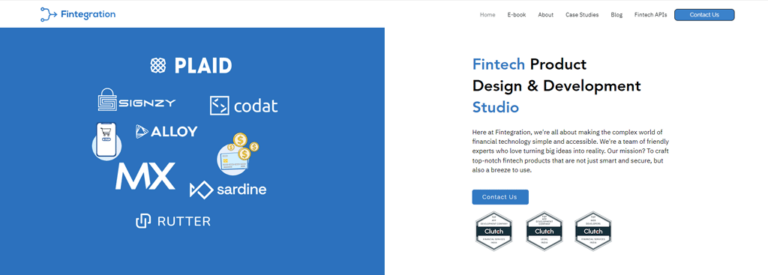 Fintegration
Home E-book About Case Studies Blog Fintech APIs Contact Us
PLAID
SIGNZY
codat
ALLOY
MX
sardine
RUTTER
Fintech Product
Design & Development
Studio
Here at Fintegration, we're all about making the complex world of
financial technology simple and accessible. We're a team of friendly
experts who love turning big ideas into reality. Our mission? To craft
top-notch fintech products that are not just smart and secure, but
also a breeze to use.
Contact Us
Clutch
Clutch
Clutch